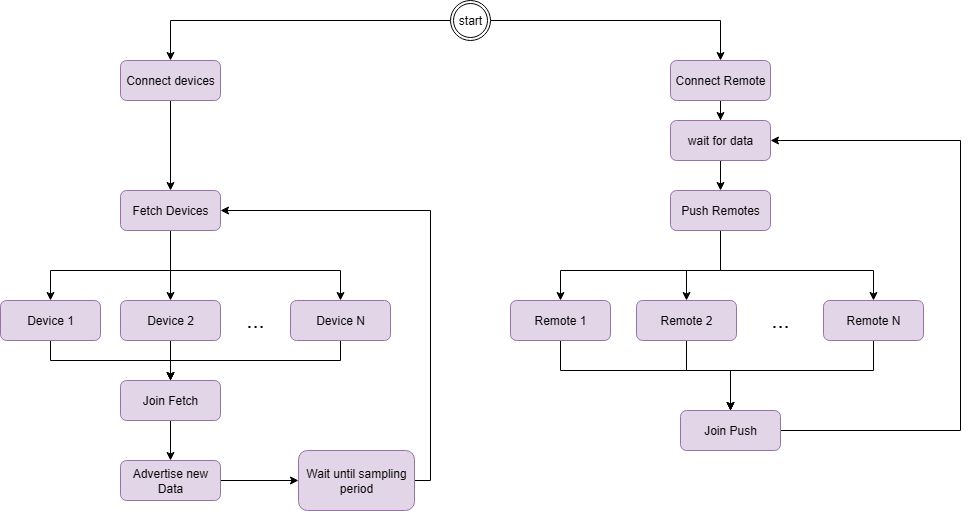 start
Connect devices
Connect Remote
wait for data
Fetch Devices
Push Remotes
Device 1
Device 2
...
Device N
Remote 1
Remote 2
...
Remote N
Join Fetch
Join Push
Advertise new
Data
Wait until sampling
period